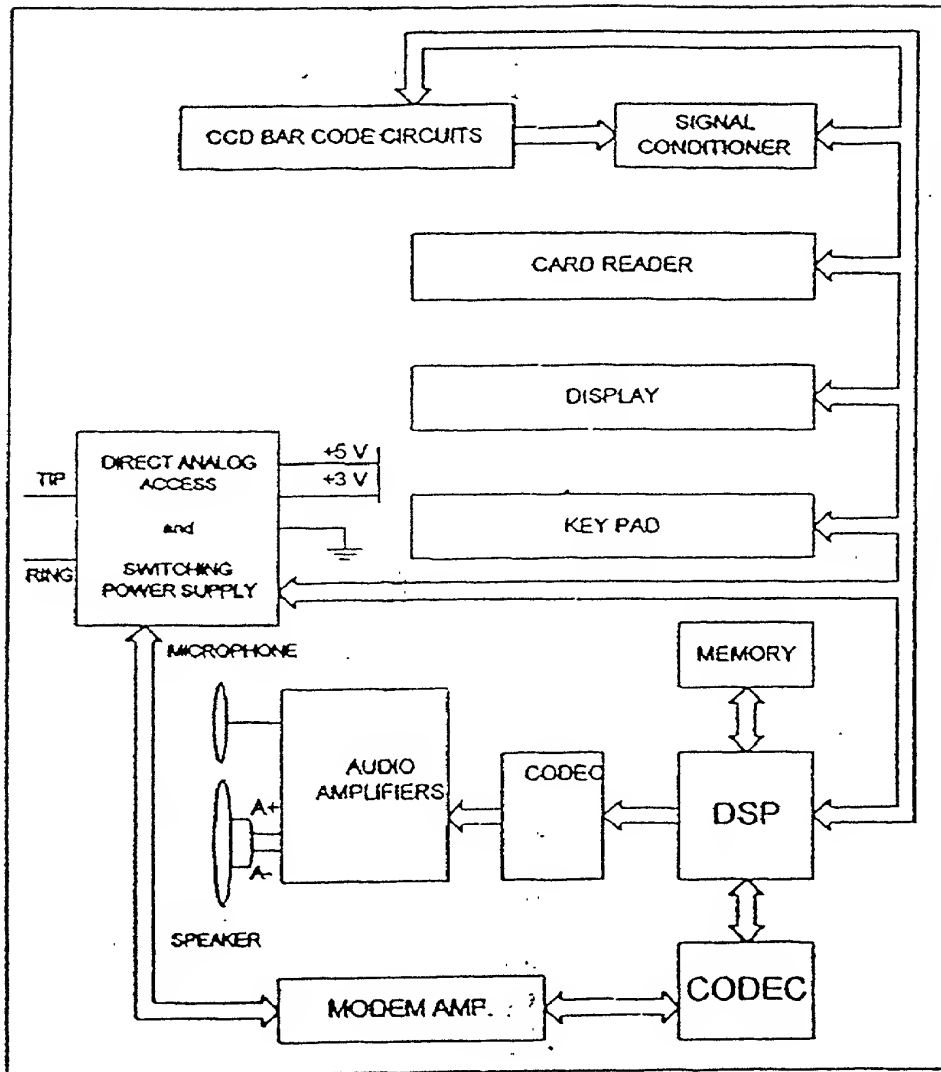 CCD BAR CODE CIRCUITS
SIGNAL
CONDITIONER
CARD READER
DISPLAY
KEY PAD
DIRECT ANALOG
ACCESS
and
SWITCHING
POWER SUPPLY
TIP
RING
+5 V
+3 V
MICROPHONE
MEMORY
AUDIO
AMPLIFIERS
CODEC
DSP
A+
A-
SPEAKER
MODEM AMP.
CODEC